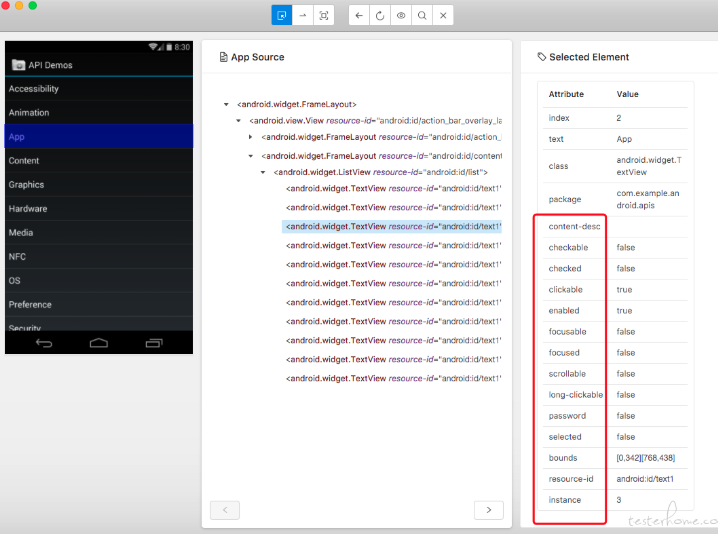 8:30
API Demos
Accessibility
Animation
App
Content
Graphics
Hardware
Media
NFC
OS
Preference
Security
App Source
<android.widget.FrameLayout>
<android.view.View resource-id="android:id/action_bar_overlay_la
<android.widget.FrameLayout resource-id="android:id/action_
<android.widget.FrameLayout resource-id="android:id/content
<android.widget.ListView resource-id="android:id/list">
<android.widget.TextView resource-id="android:id/text1"
<android.widget.TextView resource-id="android:id/text1"
<android.widget.TextView resource-id="android:id/text1"
<android.widget.TextView resource-id="android:id/text1"
<android.widget.TextView resource-id="android:id/text1"
<android.widget.TextView resource-id="android:id/text1"
<android.widget.TextView resource-id="android:id/text1"
<android.widget.TextView resource-id="android:id/text1"
<android.widget.TextView resource-id="android:id/text1"
<android.widget.TextView resource-id="android:id/text1"
<android.widget.TextView resource-id="android:id/text1"
Selected Element
Attribute Value
index 2
text App
class android.widget.T
extView
package com.example.an
droid.apis
content-desc
checkable false
checked false
clickable true
enabled true
focusable false
focused false
scrollable false
long-clickable false
password false
selected false
bounds [0,342][768,438]
resource-id android:id/text1
instance 3
testerhome.co